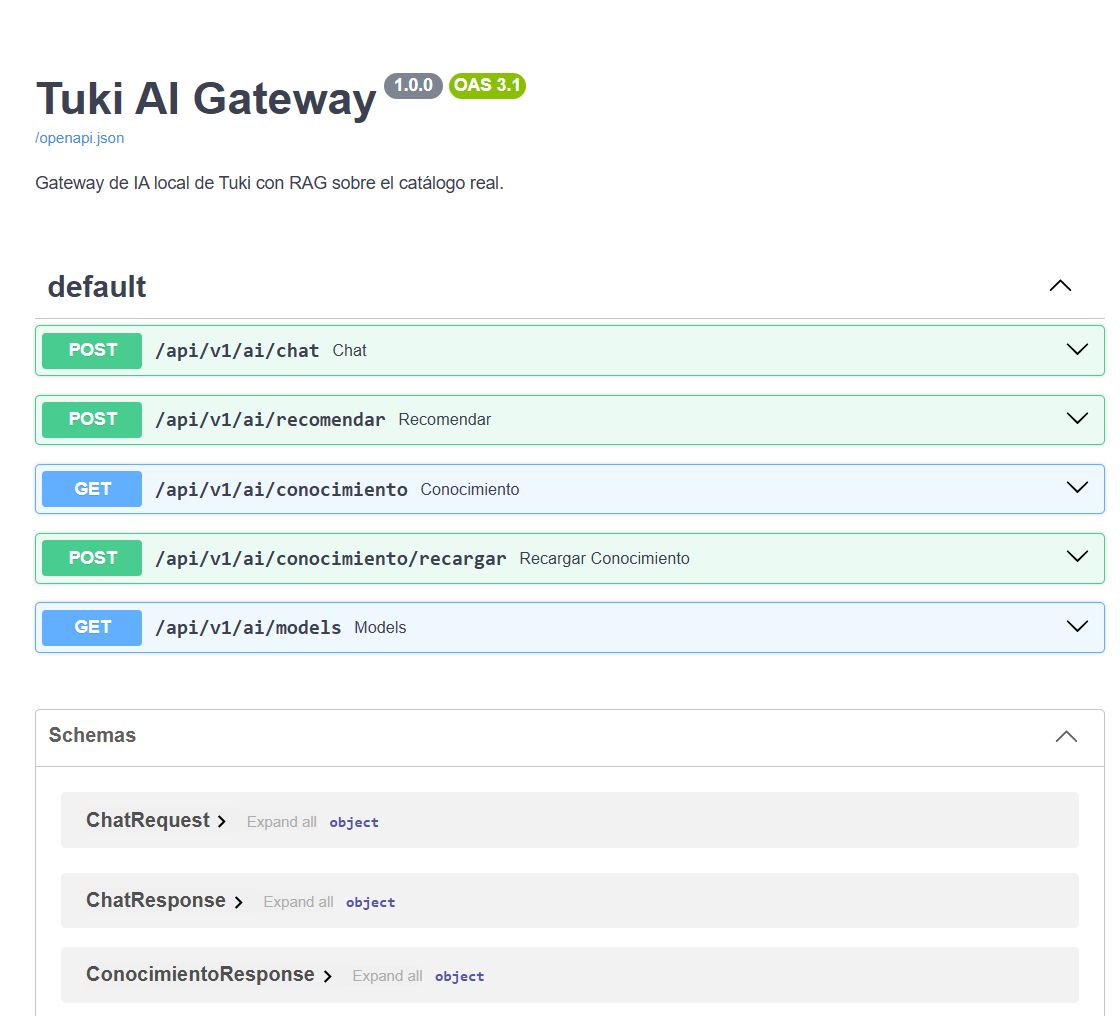 Tuki AI Gateway 1.0.0 OAS 3.1
/openapi.json
Gateway de IA local de Tuki con RAG sobre el catálogo real.
default
POST /api/v1/ai/chat Chat
POST /api/v1/ai/recomendar Recomendar
GET /api/v1/ai/conocimiento Conocimiento
POST /api/v1/ai/conocimiento/recargar Recargar Conocimiento
GET /api/v1/ai/models Models
Schemas
ChatRequest Expand all object
ChatResponse Expand all object
ConocimientoResponse Expand all object